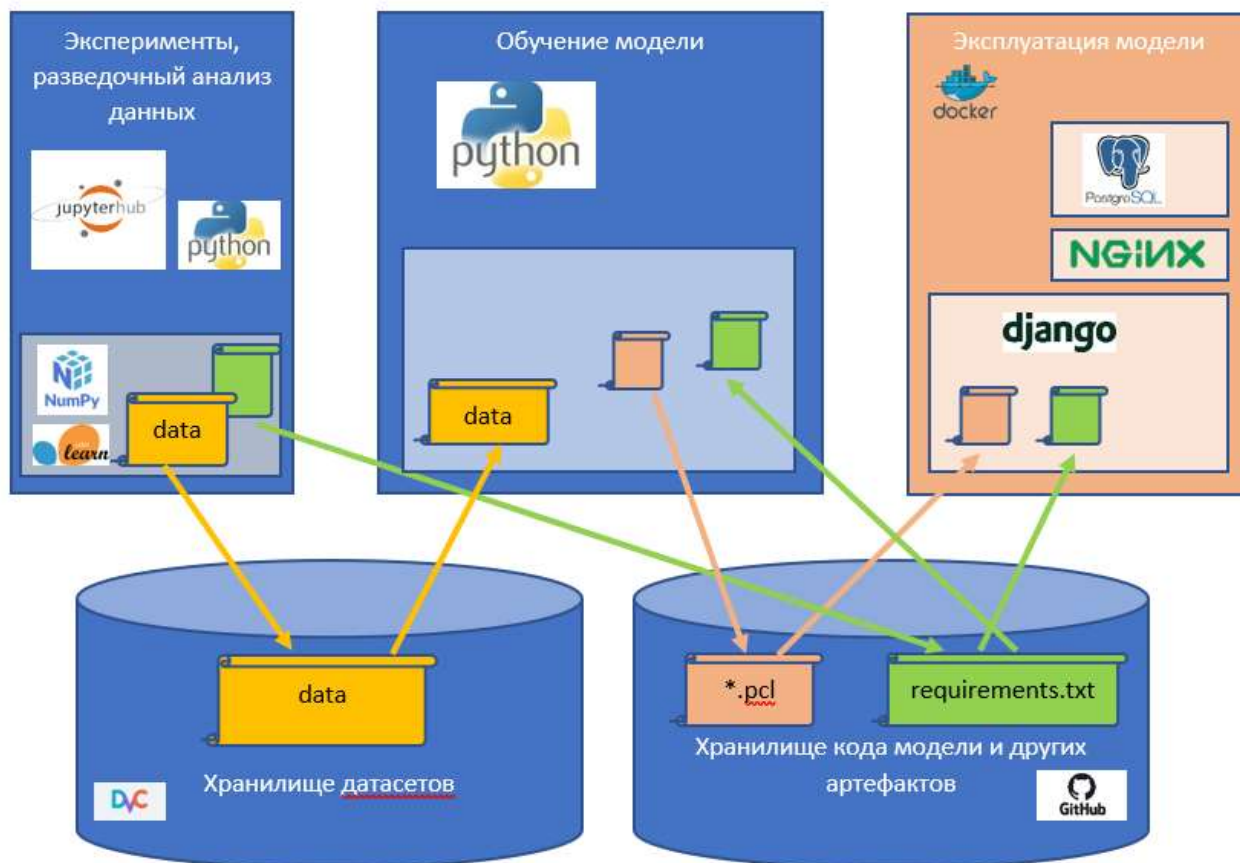 Эксперименты,
разведочный анализ
данных
jupyterhub
python
NumPy
learn
data
Обучение модели
python
data
Эксплуатация модели
docker
PostgreSQL
NGINX
django
data
Хранилище датасетов
DVC
*.pcl
requirements.txt
Хранилище кода модели и других
артефактов
GitHub